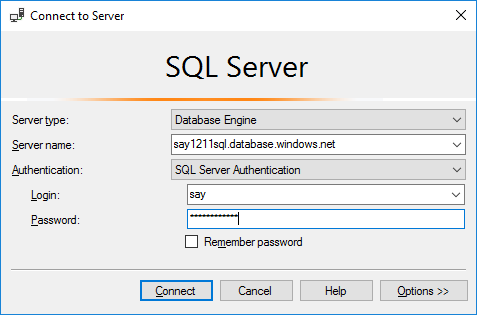 Connect to Server
SQL Server
Server type: Database Engine
Server name: say1211sql.database.windows.net
Authentication: SQL Server Authentication
Login: say
Password: ************
Remember password
Connect Cancel Help Options >>